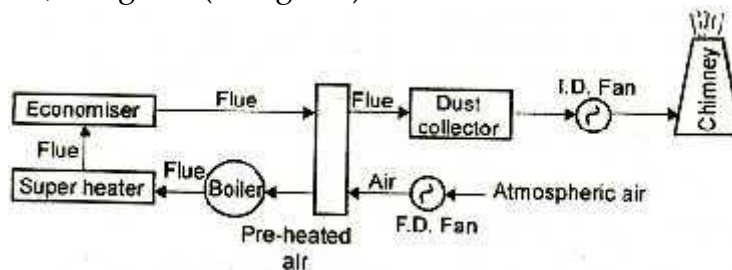 Economiser
Flue
Flue
Dust
collector
I.D. Fan
Chimney
Flue
Super heater
Flue
Boiler
Air
Atmospheric air
F.D. Fan
Pre-heated
air